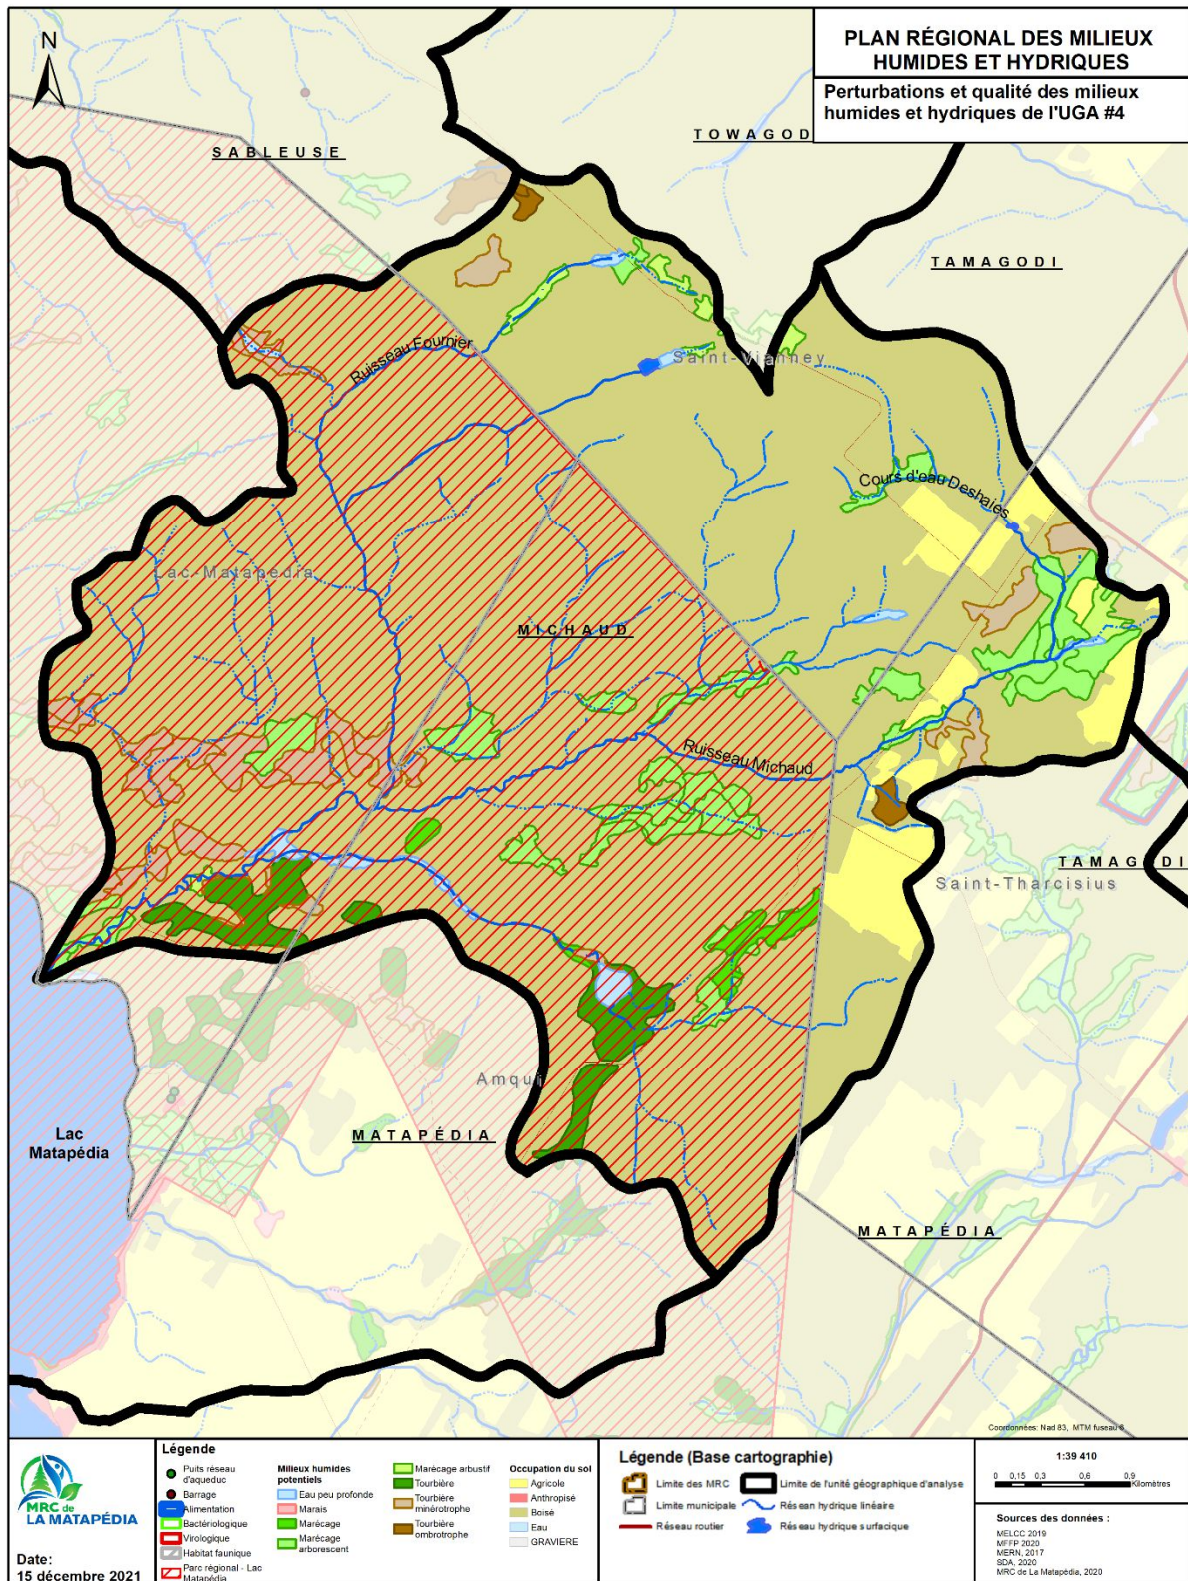 PLAN RÉGIONAL DES MILIEUX
HUMIDES ET HYDRIQUES
Perturbations et qualité des milieux
humides et hydriques de l'UGA #4
N
SABLEUSE
TOWAGOD
TAMAGODI
Ruisseau Fournier
Saint-Vianney
Cours d'eau Deshaies
Lac-Matapédia
MICHAUD
Ruisseau Michaud
TAMAGODI
Saint-Tharcisius
Amqui
MATAPÉDIA
Lac
Matapédia
MATAPÉDIA
Coordonnées: Nad 83, MTM fuseau 6
MRC de
LA MATAPÉDIA
Date:
15 décembre 2021
Légende
Puits réseau
d'aqueduc
Barrage
Alimentation
Bactériologique
Virologique
Habitat faunique
Parc régional - Lac
Matapédia
Milieux humides
potentiels
Eau peu profonde
Marais
Marécage
Marécage
arborescent
Marécage arbustif
Tourbière
Tourbière
minérotrophe
Tourbière
ombrotrophe
Occupation du sol
Agricole
Anthropisé
Boisé
Eau
GRAVIERE
Légende (Base cartographie)
Limite des MRC
Limite municipale
Réseau routier
Limite de l'unité géographique d'analyse
Réseau hydrique linéaire
Réseau hydrique surfacique
1:39 410
0 0,15 0,3 0,6 0,9
Kilomètres
Sources des données :
MELCC 2019
MFFP 2020
MERN, 2017
SDA, 2020
MRC de La Matapédia, 2020